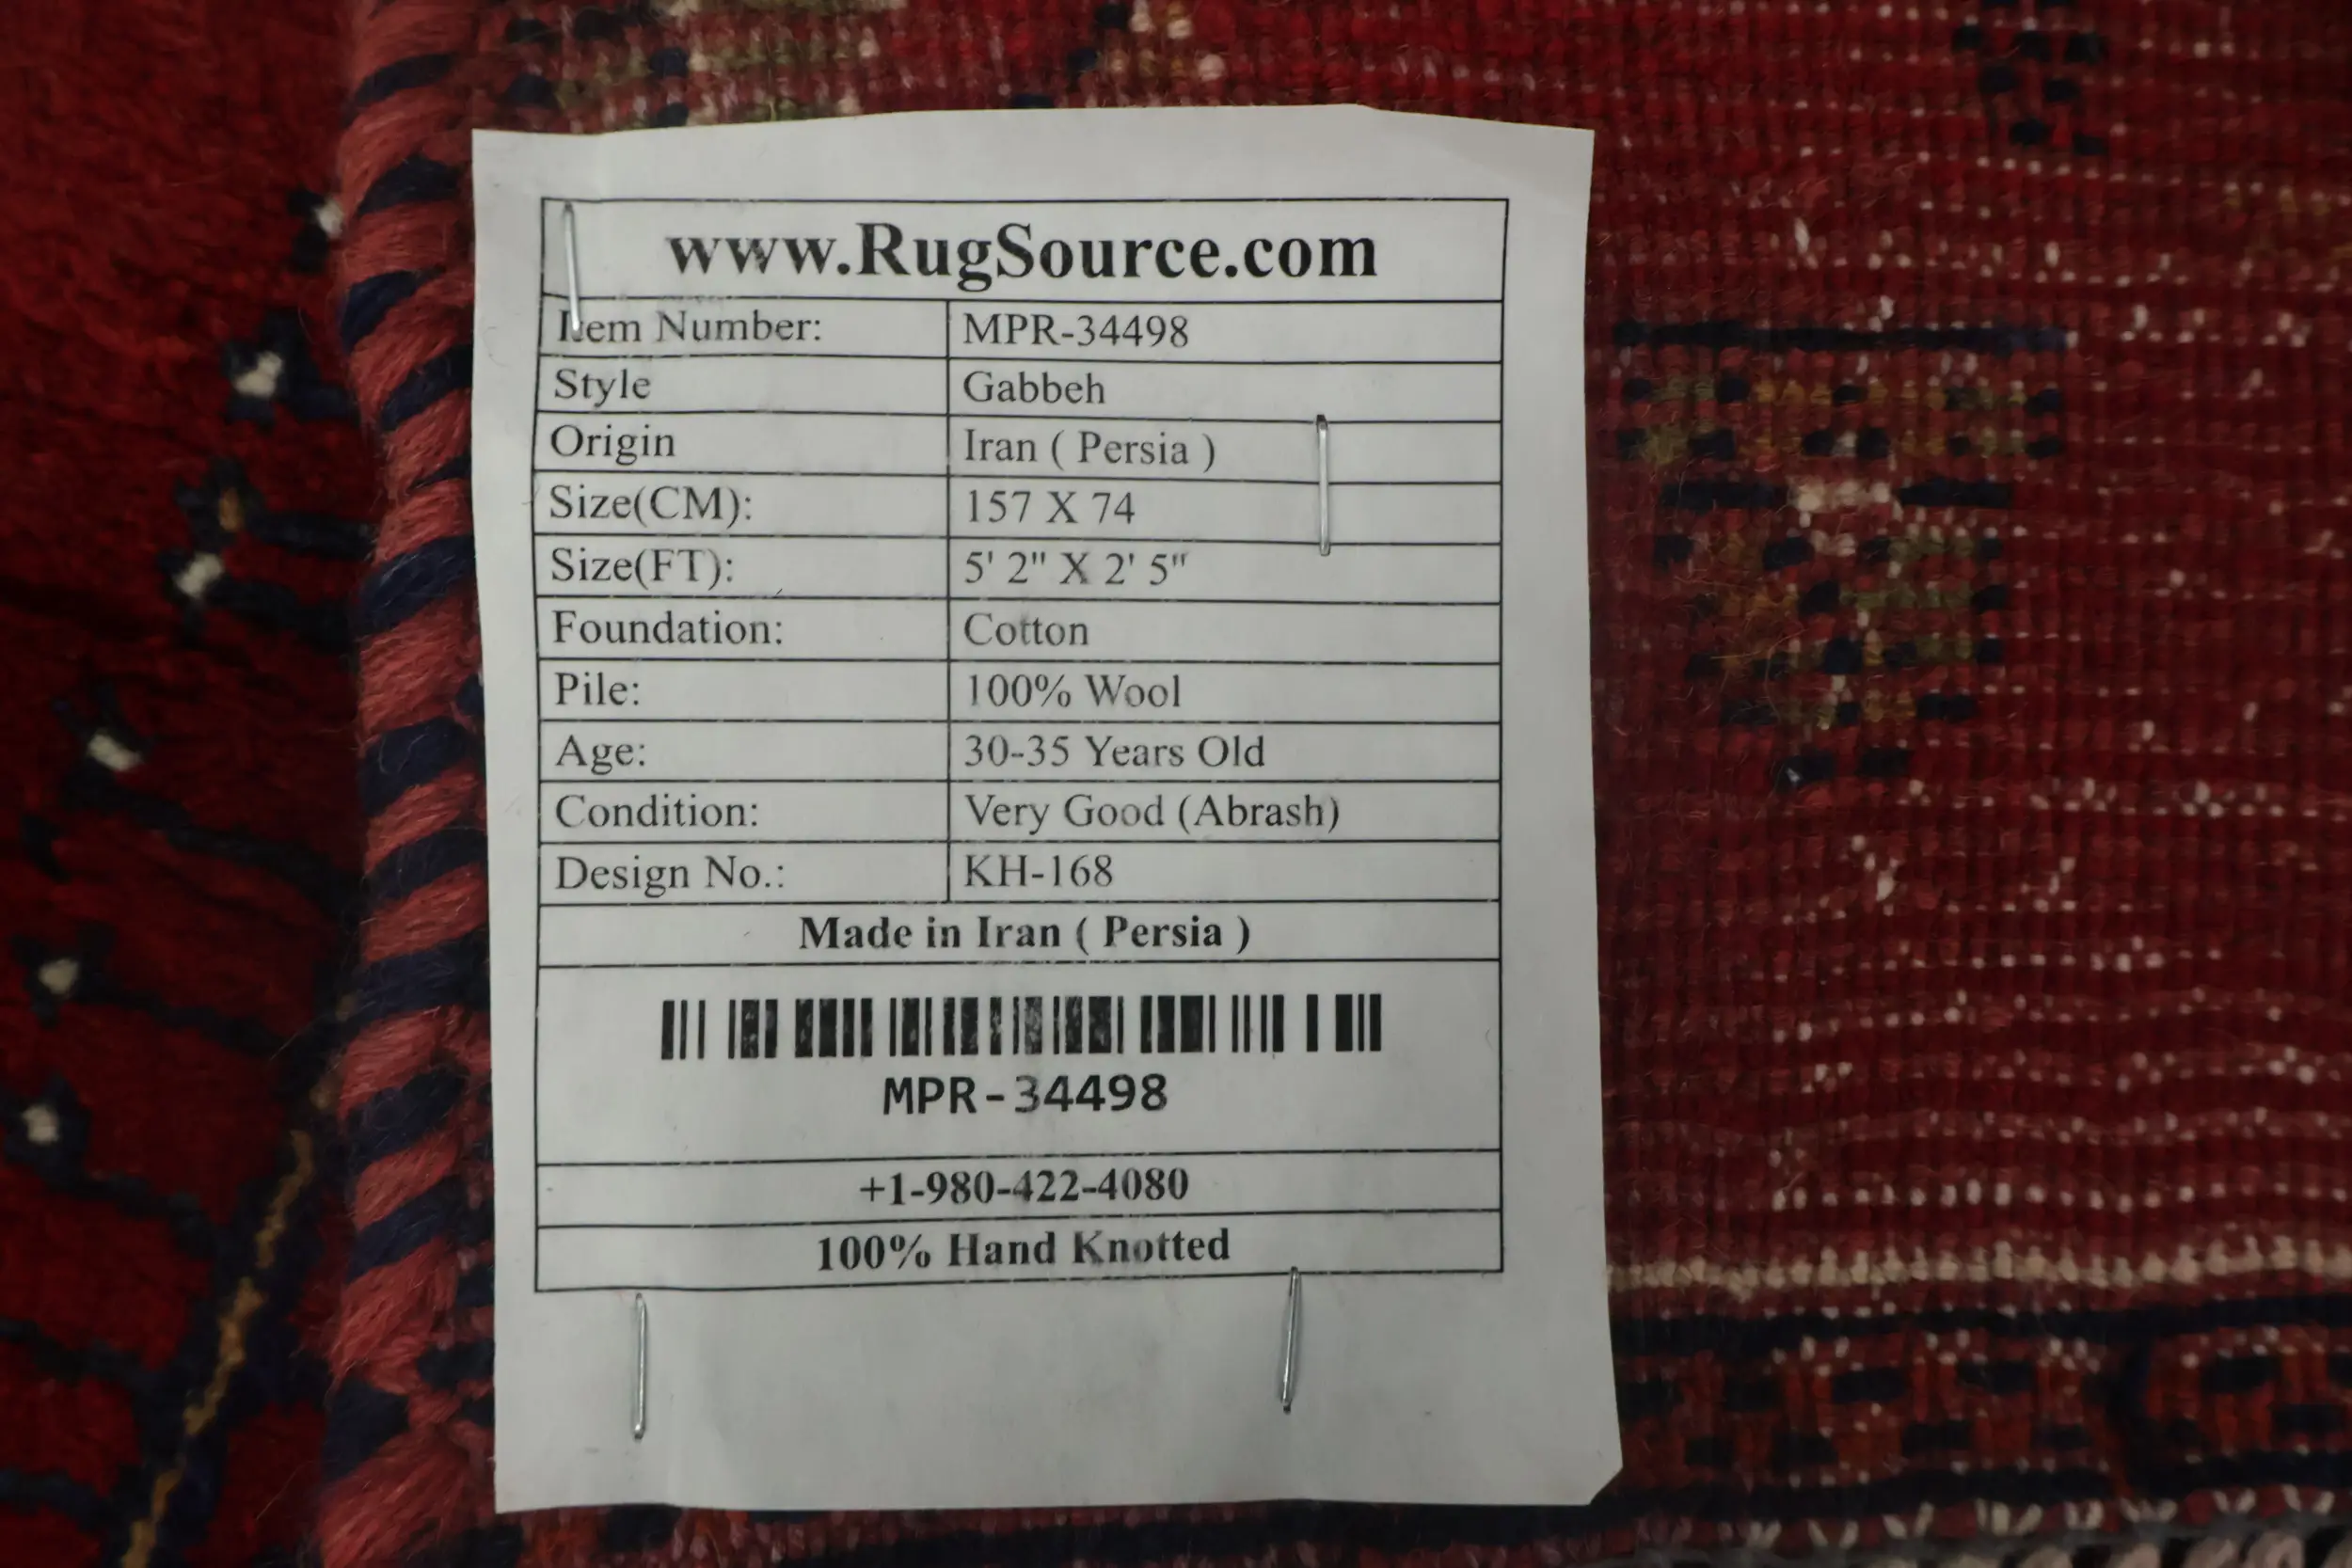 www.RugSource.com
Item Number: MPR-34498
Style Gabbeh
Origin Iran ( Persia )
Size(CM): 157 X 74
Size(FT): 5' 2" X 2' 5"
Foundation: Cotton
Pile: 100% Wool
Age: 30-35 Years Old
Condition: Very Good (Abrash)
Design No.: KH-168
Made in Iran ( Persia )
MPR-34498
+1-980-422-4080
100% Hand Knotted